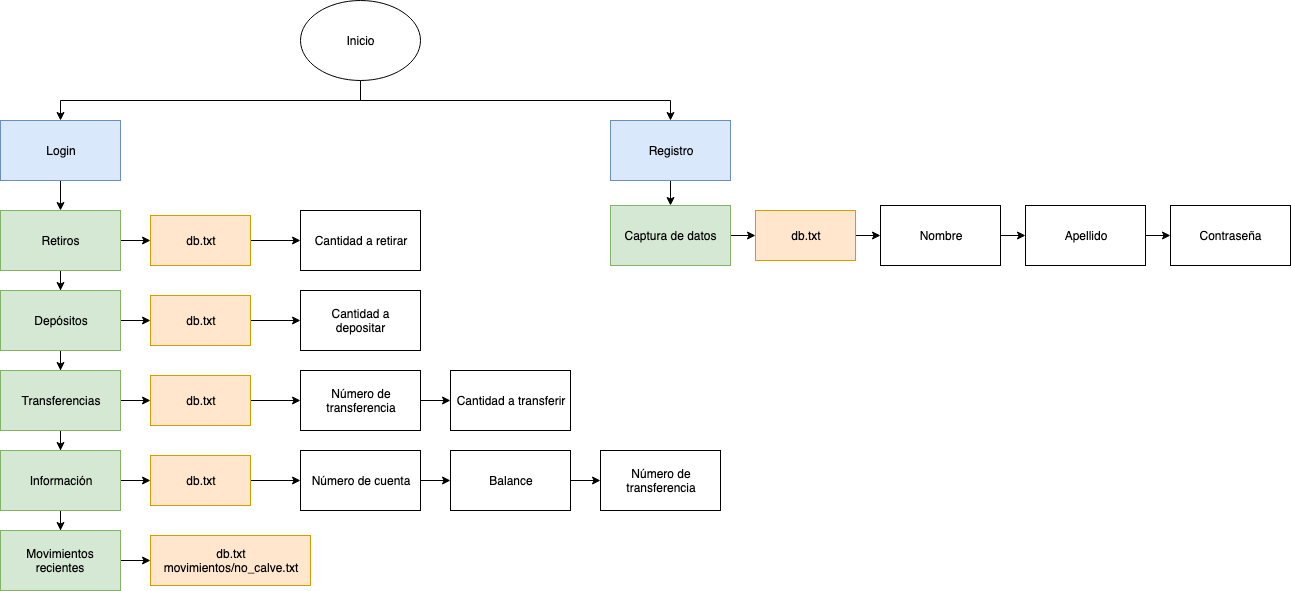 Inicio
Login
Registro
Retiros
db.txt
Cantidad a retirar
Captura de datos
db.txt
Nombre
Apellido
Contraseña
Depósitos
db.txt
Cantidad a
depositar
Transferencias
db.txt
Número de
transferencia
Cantidad a transferir
Información
db.txt
Número de cuenta
Balance
Número de
transferencia
Movimientos
recientes
db.txt
movimientos/no_calve.txt